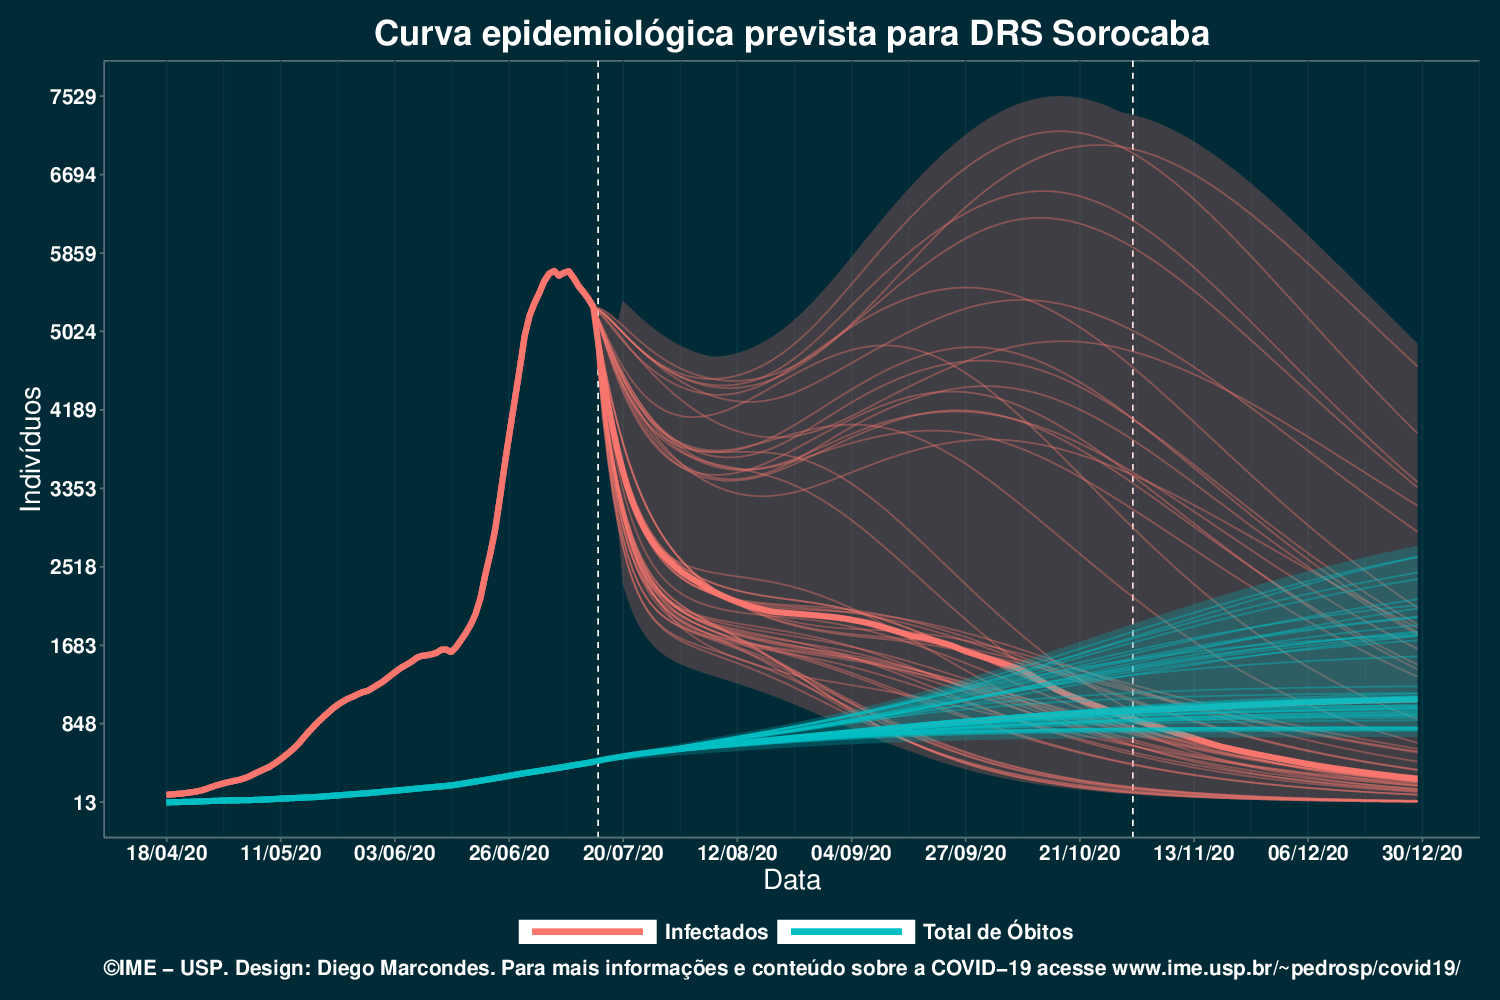 Curva epidemiológica prevista para DRS Sorocaba
Indivíduos
7529
6694
5859
5024
4189
3353
2518
1683
848
13
18/04/20 11/05/20 03/06/20 26/06/20 20/07/20 12/08/20 04/09/20 27/09/20 21/10/20 13/11/20 06/12/20 30/12/20
Data
Infectados Total de Óbitos
©IME − USP. Design: Diego Marcondes. Para mais informações e conteúdo sobre a COVID−19 acesse www.ime.usp.br/~pedrosp/covid19/